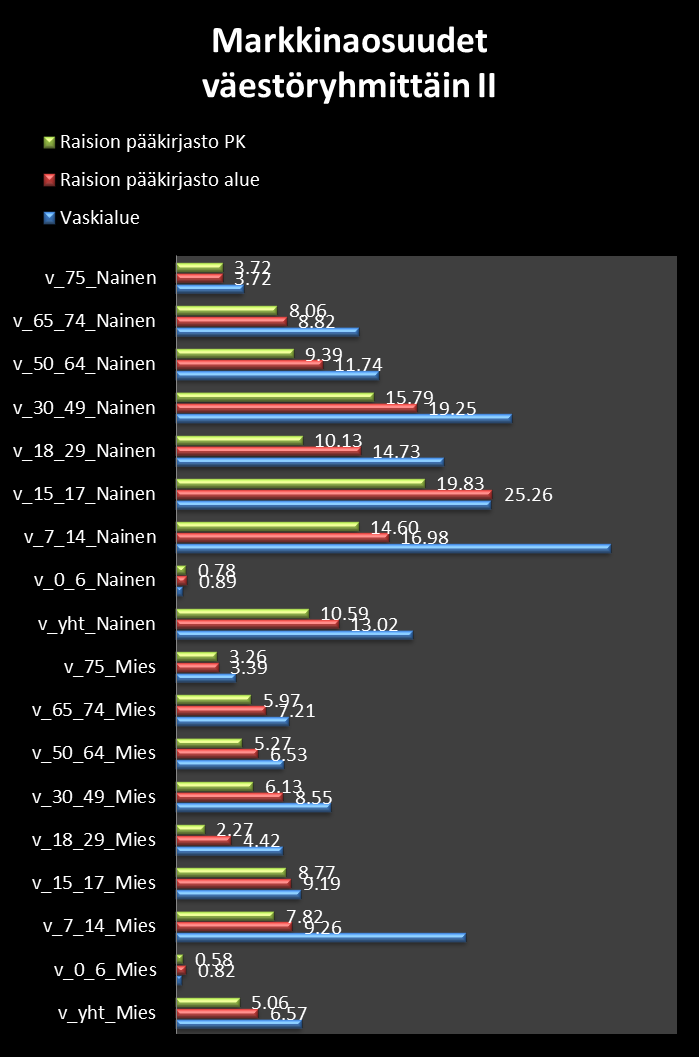 Markkinaosuudet
väestöryhmittäin II
Raision pääkirjasto PK
Raision pääkirjasto alue
Vaskialue
v_75_Nainen 3.72
3.72
v_65_74_Nainen 8.06
8.82
v_50_64_Nainen 9.39
11.74
v_30_49_Nainen 15.79
19.25
v_18_29_Nainen 10.13
14.73
v_15_17_Nainen 19.83
25.26
v_7_14_Nainen 14.60
16.98
v_0_6_Nainen 0.78
0.89
v_yht_Nainen 10.59
13.02
v_75_Mies 3.26
3.39
v_65_74_Mies 5.97
7.21
v_50_64_Mies 5.27
6.53
v_30_49_Mies 6.13
8.55
v_18_29_Mies 2.27
4.42
v_15_17_Mies 8.77
9.19
v_7_14_Mies 7.82
9.26
v_0_6_Mies 0.58
0.82
v_yht_Mies 5.06
6.57